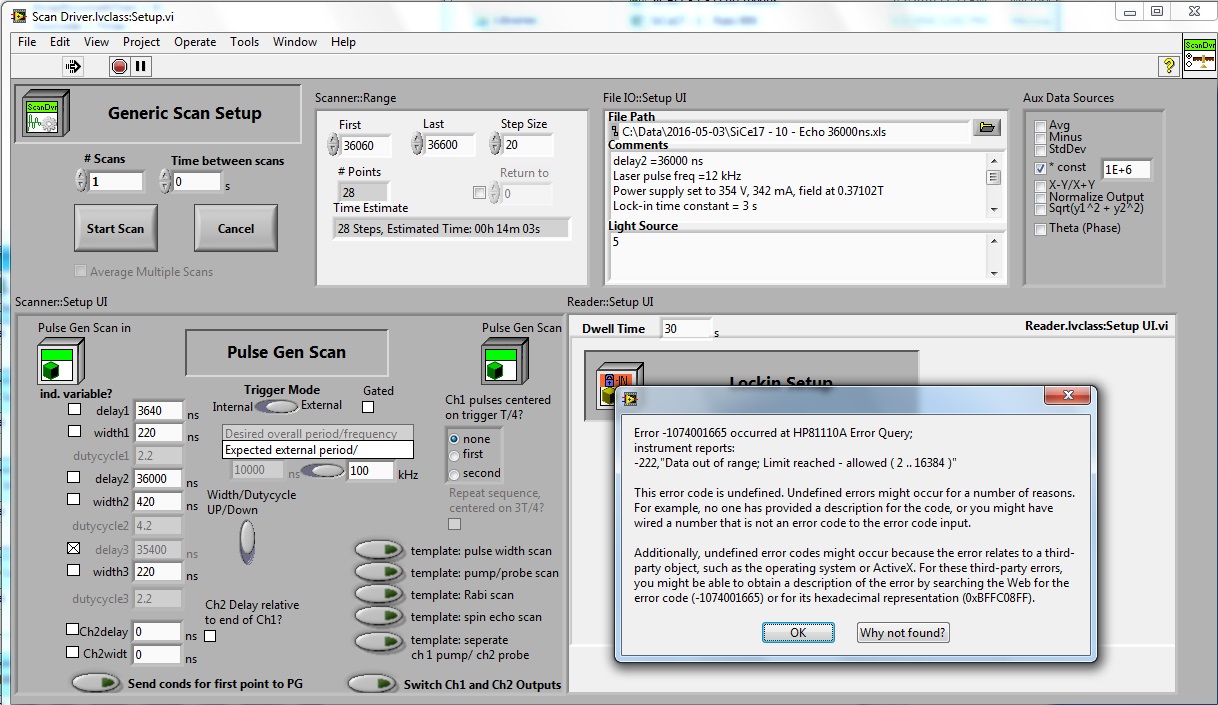 Scan Driver.lvclass:Setup.vi
File Edit View Project Operate Tools Window Help
ScanDvr
Generic Scan Setup
ScanDvr
# Scans
Time between scans
1
0
s
Start Scan
Cancel
Average Multiple Scans
Scanner::Range
First
Last
Step Size
36060
36600
20
# Points
Return to
28
0
Time Estimate
28 Steps, Estimated Time: 00h 14m 03s
File IO::Setup UI
File Path
C:\Data\2016-05-03\SiCe17 - 10 - Echo 36000ns.xls
Comments
delay2 =36000 ns
Laser pulse freq =12 kHz
Power supply set to 354 V, 342 mA, field at 0.37102T
Lock-in time constant = 3 s
Light Source
5
Aux Data Sources
Avg
Minus
StdDev
* const
1E+6
X-Y/X+Y
Normalize Output
Sqrt(y1^2 + y2^2)
Theta (Phase)
Scanner::Setup UI
Pulse Gen Scan in
Pulse Gen Scan
Pulse Gen Scan
ind. variable?
delay1 3640 ns
width1 220 ns
dutycycle1 2.2
delay2 36000 ns
width2 420 ns
dutycycle2 4.2
delay3 35400 ns
width3 220 ns
dutycycle3 2.2
Ch2delay 0 ns
Ch2widt 0 ns
Send conds for first point to PG
Trigger Mode
Gated
Internal
External
Desired overall period/frequency
Expected external period/
10000 ns
100 kHz
Width/Dutycycle
UP/Down
Ch2 Delay relative
to end of Ch1?
Ch1 pulses centered
on trigger T/4?
none
first
second
Repeat sequence,
centered on 3T/4?
template: pulse width scan
template: pump/probe scan
template: Rabi scan
template: spin echo scan
template: seperate
ch 1 pump/ ch2 probe
Switch Ch1 and Ch2 Outputs
Reader::Setup UI
Dwell Time 30 s
Reader.lvclass:Setup UI.vi
Lockin Setup
Error -1074001665 occurred at HP81110A Error Query;
instrument reports:
-222,"Data out of range; Limit reached - allowed ( 2 .. 16384 )"
This error code is undefined. Undefined errors might occur for a number of reasons.
For example, no one has provided a description for the code, or you might have
wired a number that is not an error code to the error code input.
Additionally, undefined error codes might occur because the error relates to a third-
party object, such as the operating system or ActiveX. For these third-party errors,
you might be able to obtain a description of the error by searching the Web for the
error code (-1074001665) or for its hexadecimal representation (0xBFFC08FF).
OK
Why not found?